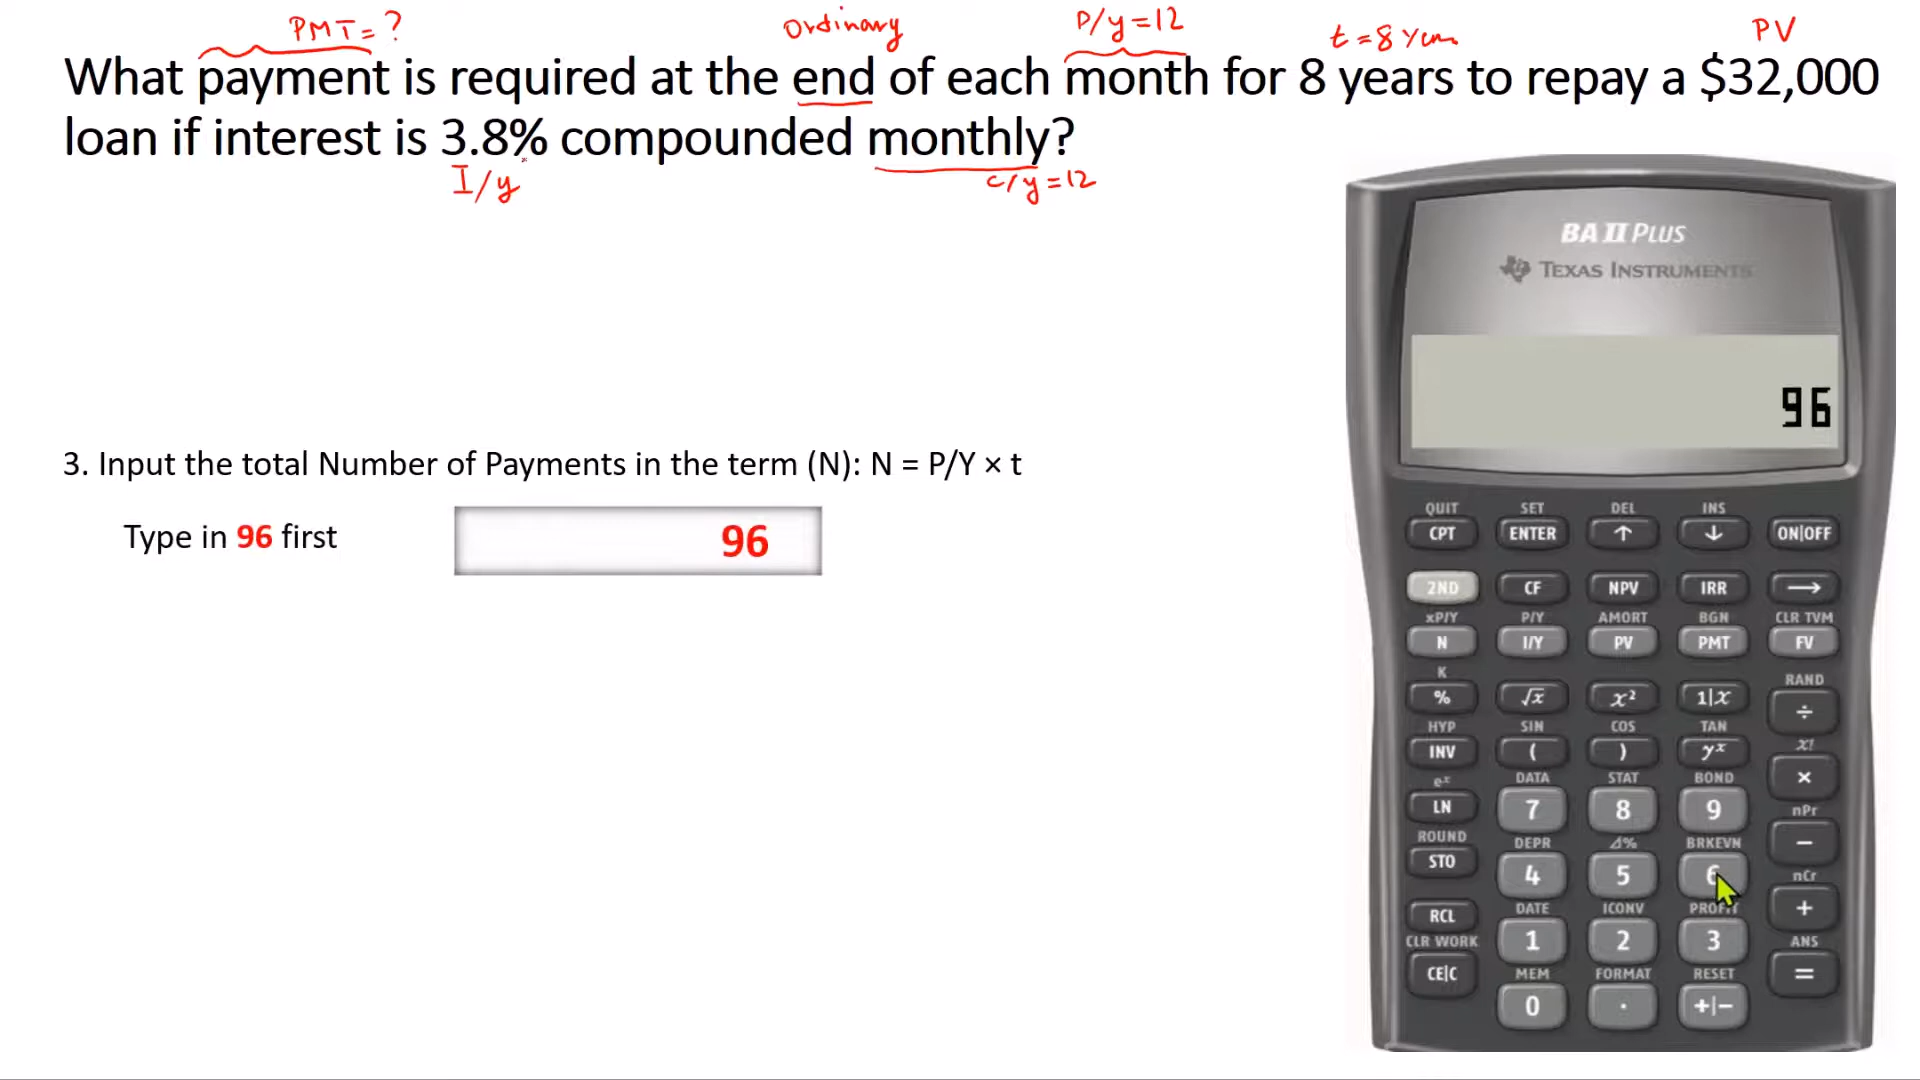 PMT = ?
Ordinary
P/y = 12
t = 8 Years
PV
What payment is required at the end of each month for 8 years to repay a $32,000
loan if interest is 3.8% compounded monthly?
I/y
c/y = 12
BA II PLUS
TEXAS INSTRUMENTS
96
3. Input the total Number of Payments in the term (N): N = P/Y × t
Type in 96 first
96
QUIT SET DEL INS
CPT ENTER ↑ ↓ ON|OFF
2ND CF NPV IRR →
xP/Y P/Y AMORT BGN CLR TVM
N I/Y PV PMT FV
K RAND
% √x x² 1|x ÷
HYP SIN COS TAN x!
INV ( ) yˣ ×
eˣ DATA STAT BOND nPr
LN 7 8 9 −
ROUND DEPR Δ% BRKEVN nCr
STO 4 5 6 +
DATE ICONV PROFIT
RCL 1 2 3
CLR WORK ANS
CE|C =
MEM FORMAT RESET
0 . +|−